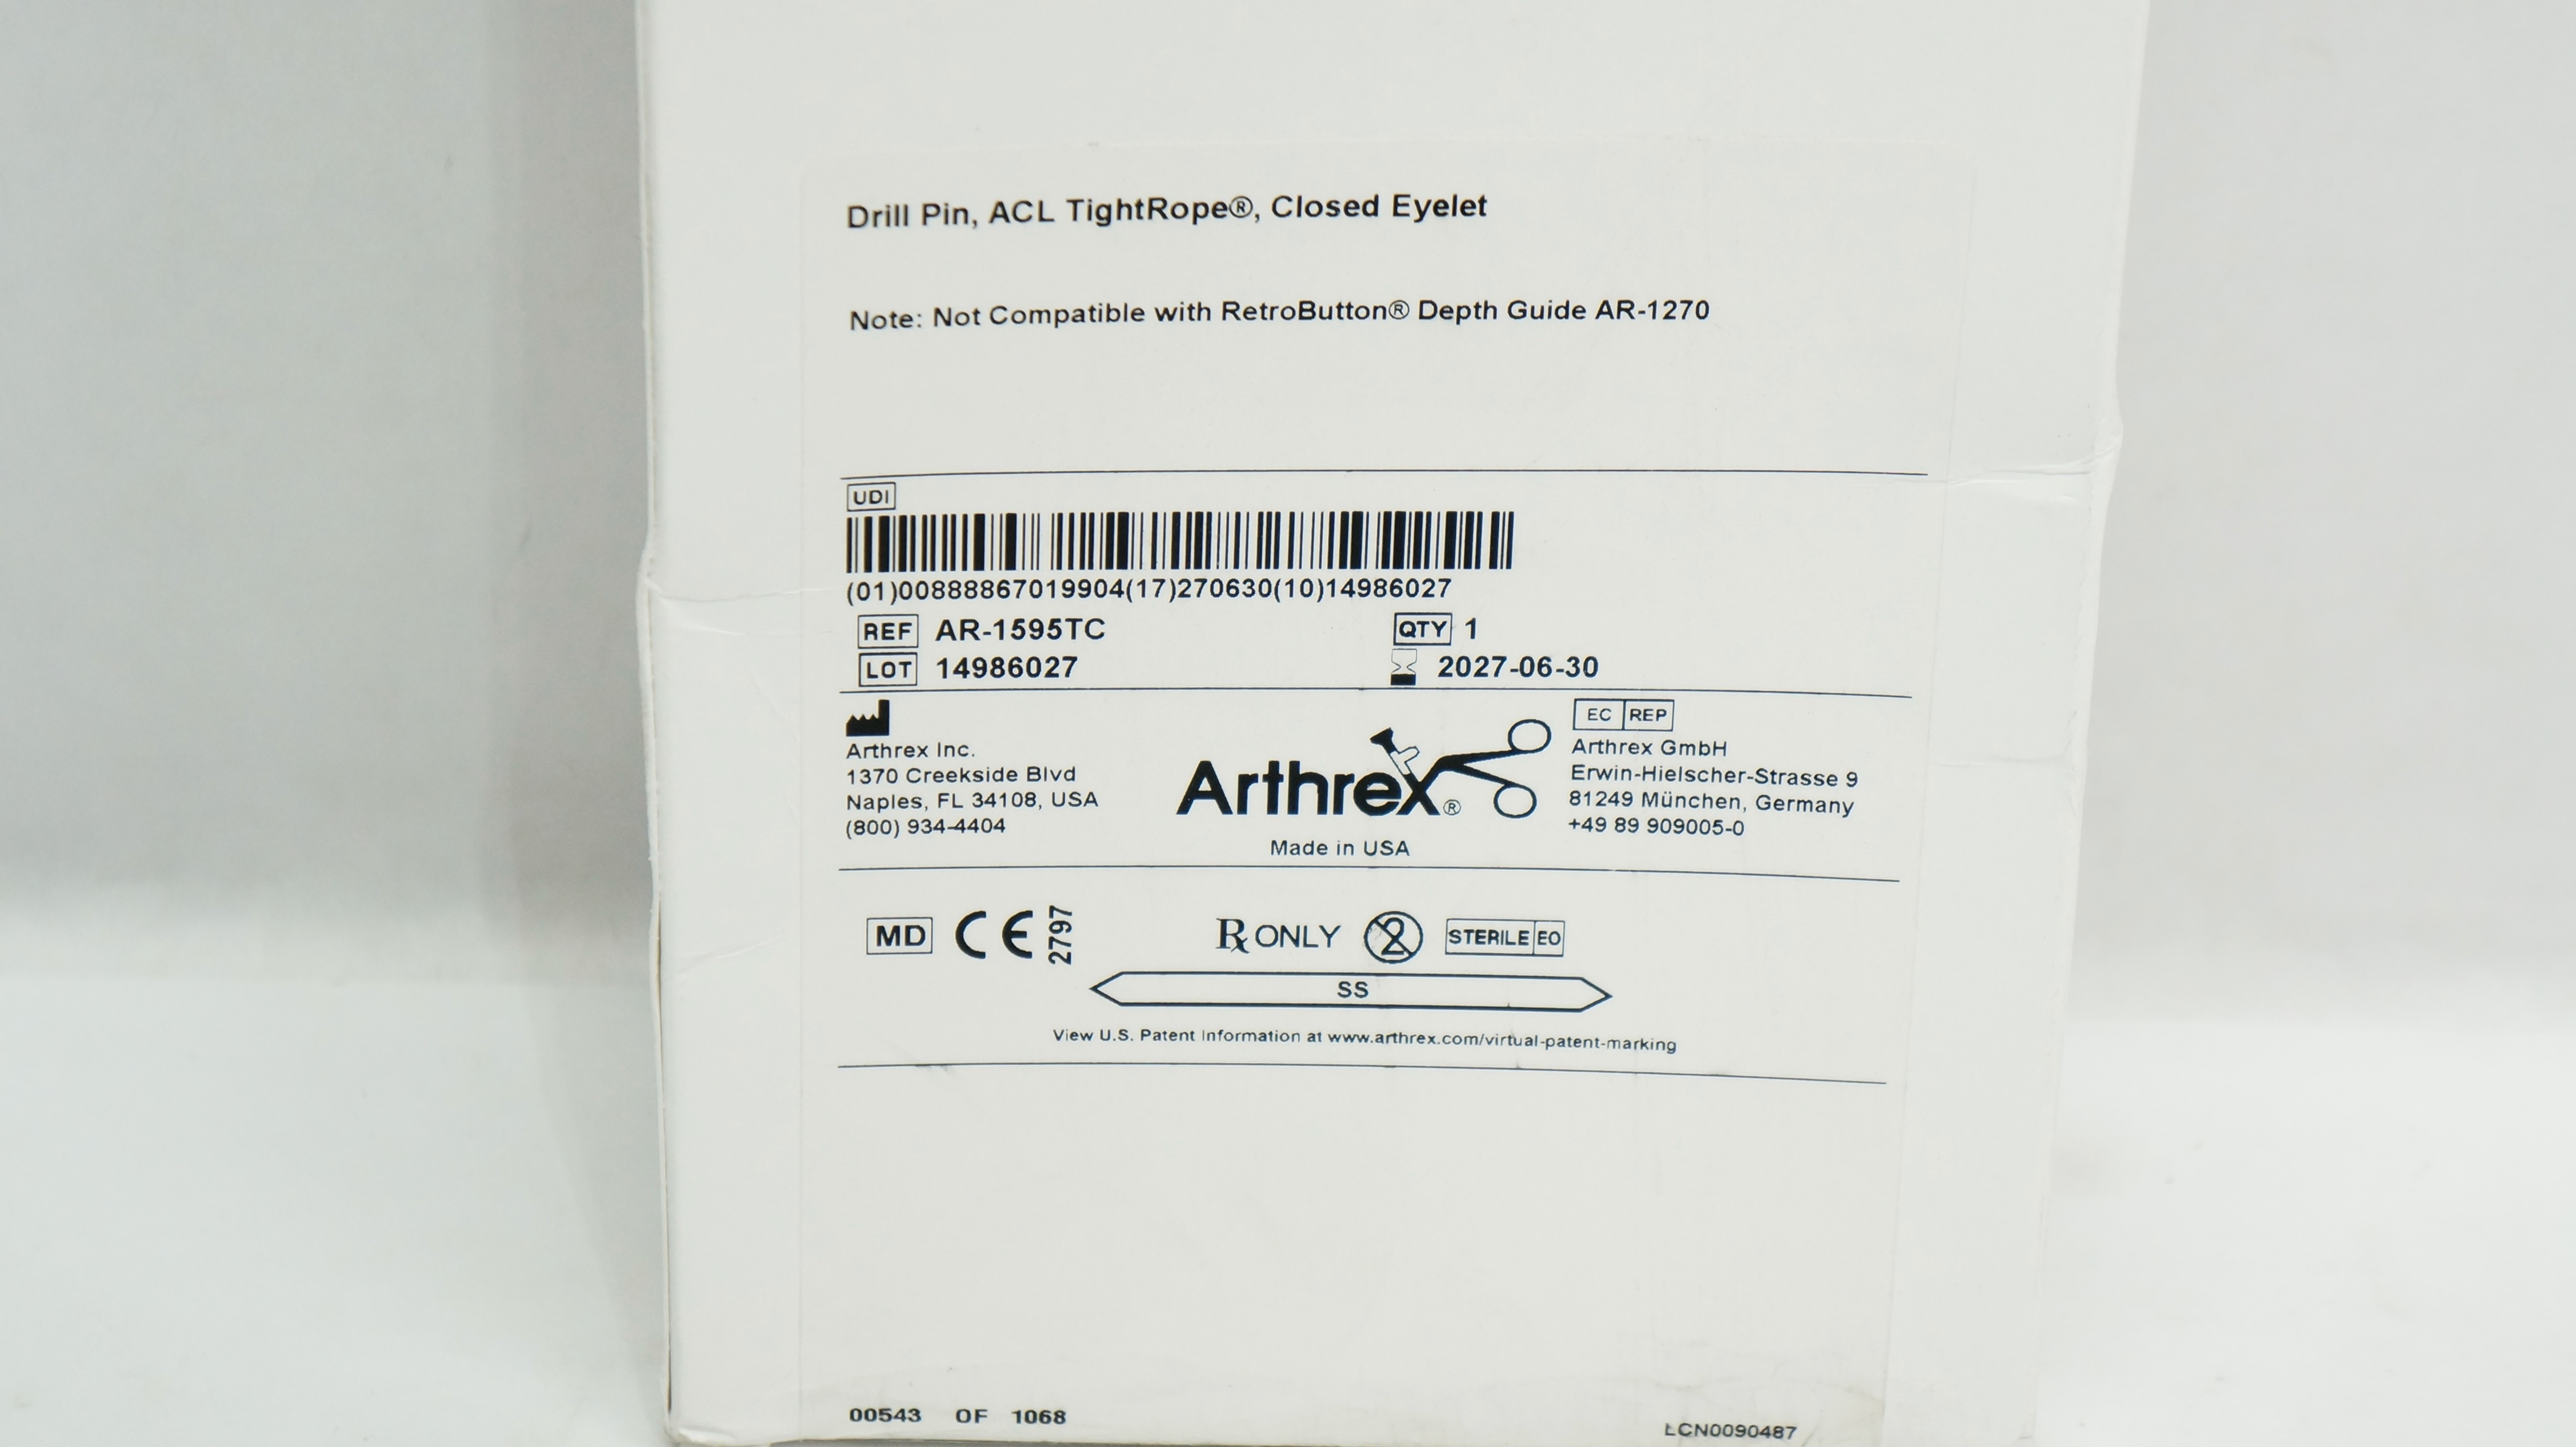 Drill Pin, ACL TightRope®, Closed Eyelet
Note: Not Compatible with RetroButton® Depth Guide AR-1270
UDI
(01)00888867019904(17)270630(10)14986027
REF AR-1595TC QTY 1
LOT 14986027 2027-06-30
Arthrex Inc.
1370 Creekside Blvd
Naples, FL 34108, USA
(800) 934-4404
Arthrex®
Made in USA
EC REP
Arthrex GmbH
Erwin-Hielscher-Strasse 9
81249 München, Germany
+49 89 909005-0
MD CE 2797 Rx ONLY 2 STERILE EO
SS
View U.S. Patent Information at www.arthrex.com/virtual-patent-marking
00543 OF 1068
LCN0090487